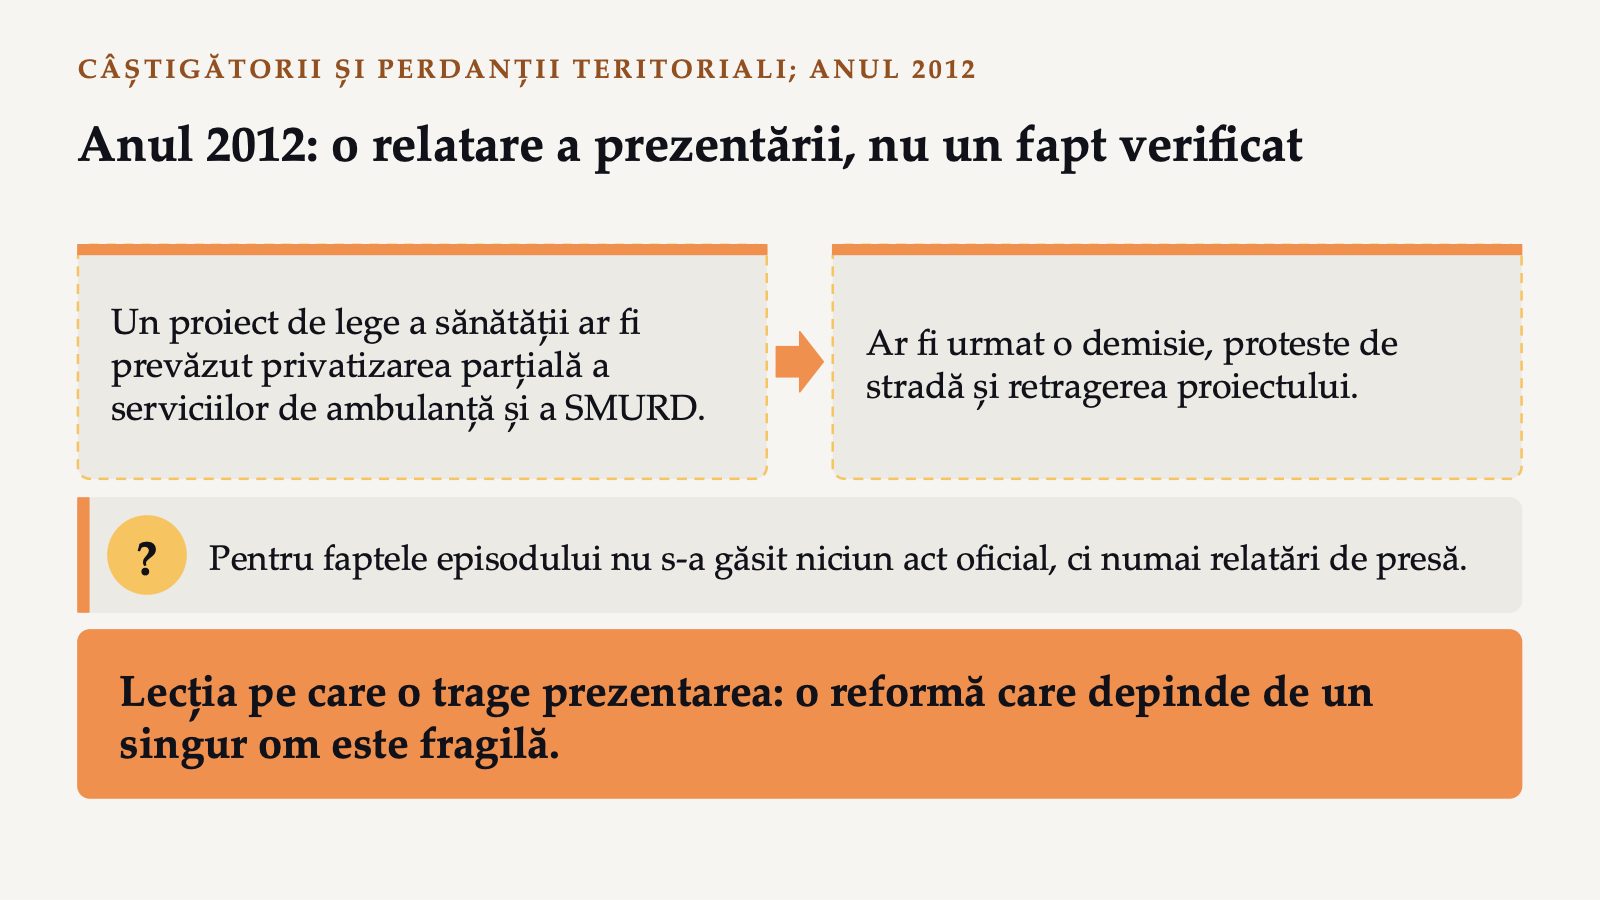 CÂȘTIGĂTORII ȘI PERDANȚII TERITORIALI; ANUL 2012
Anul 2012: o relatare a prezentării, nu un fapt verificat
Un proiect de lege a sănătății ar fi
prevăzut privatizarea parțială a
serviciilor de ambulanță și a SMURD.
Ar fi urmat o demisie, proteste de
stradă și retragerea proiectului.
? Pentru faptele episodului nu s-a găsit niciun act oficial, ci numai relatări de presă.
Lecția pe care o trage prezentarea: o reformă care depinde de un
singur om este fragilă.